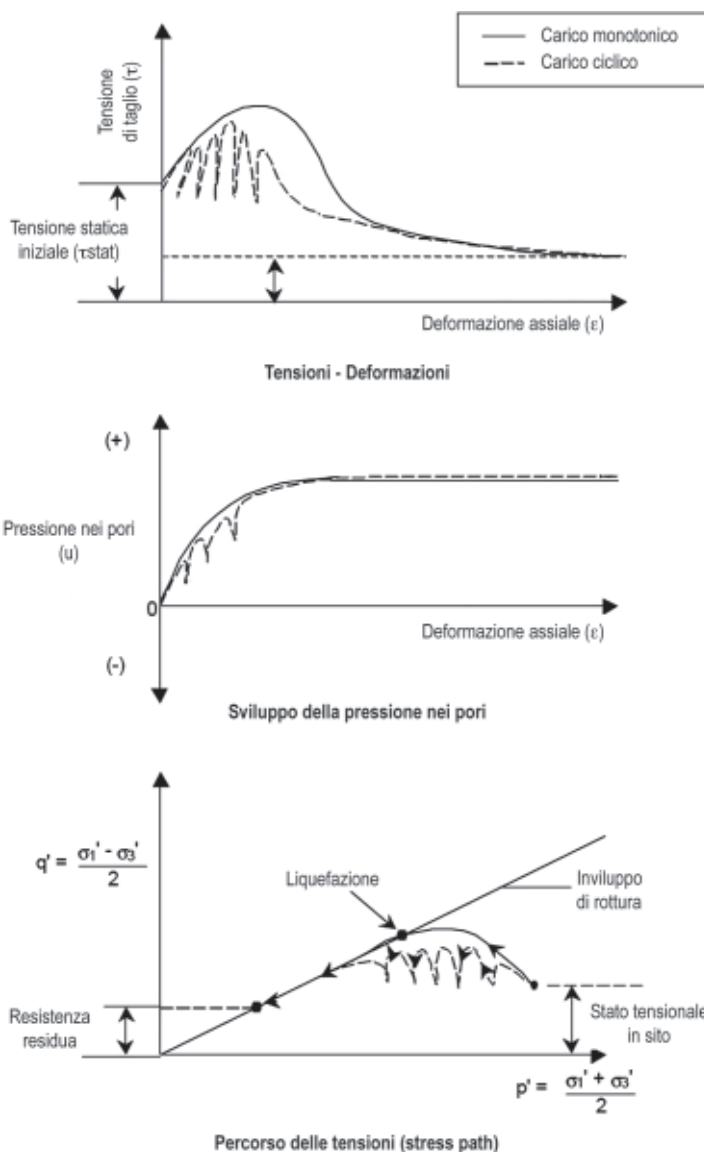 Carico monotonico
Carico ciclico
Tensione
di taglio (τ)
Tensione statica
iniziale (τstat)
Deformazione assiale (ε)
Tensioni - Deformazioni
(+)
Pressione nei pori
(u)
0
Deformazione assiale (ε)
(-)
Sviluppo della pressione nei pori
q' = σ1' - σ3'
2
Liquefazione
Inviluppo
di rottura
Resistenza
residua
Stato tensionale
in sito
p' = σ1' + σ3'
2
Percorso delle tensioni (stress path)